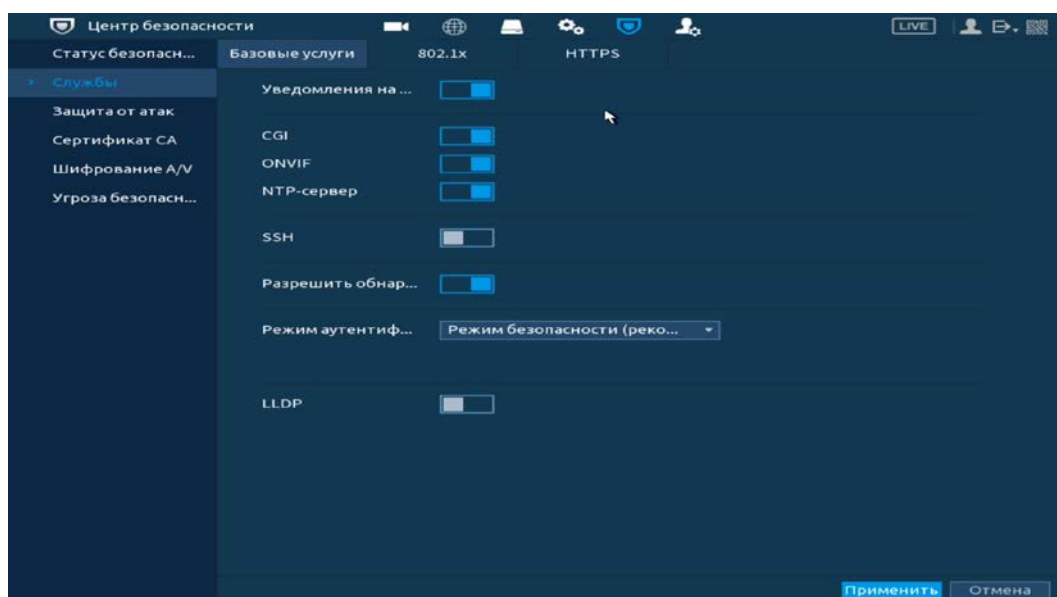 Центр безопасности
LIVE
Статус безопасн...
Базовые услуги
802.1x
HTTPS
Службы
Защита от атак
Сертификат CA
Шифрование A/V
Угроза безопасн...
Уведомления на ...
CGI
ONVIF
NTP-сервер
SSH
Разрешить обнар...
Режим аутентиф...
Режим безопасности (реко...
LLDP
Применить
Отмена